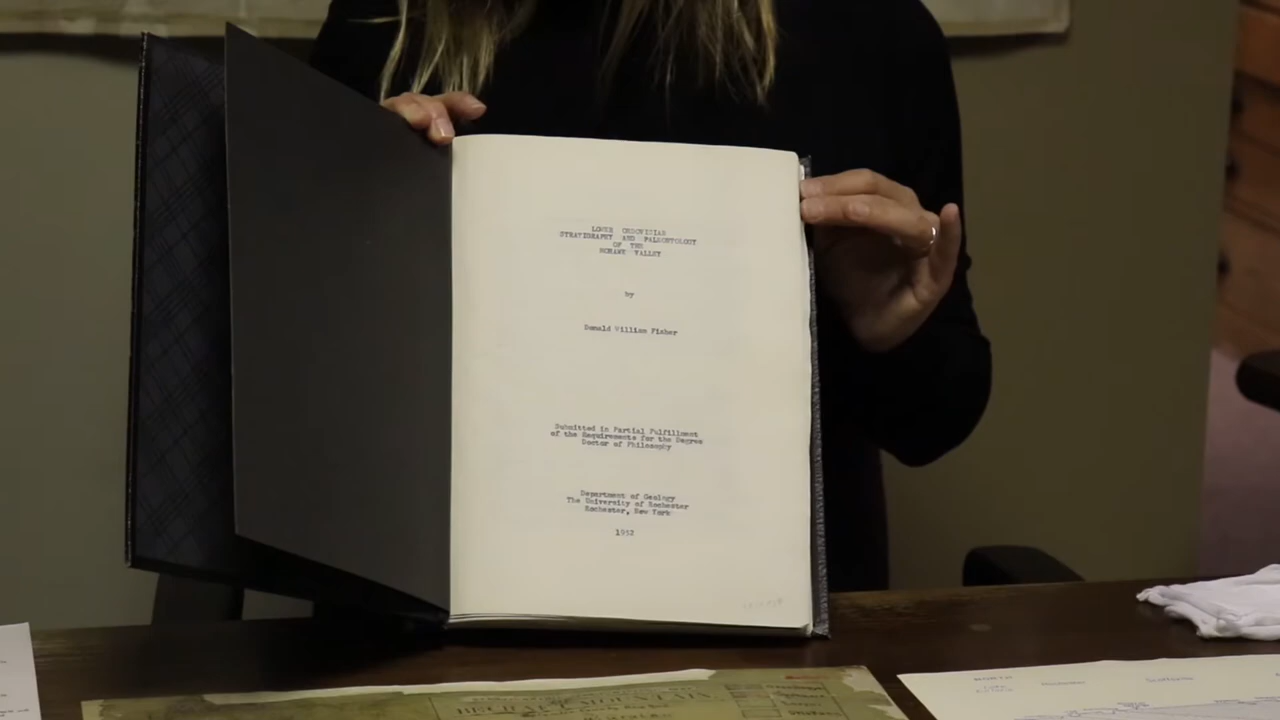 LOWER ORDOVICIAN
STRATIGRAPHY AND PALEONTOLOGY
OF THE
MOHAWK VALLEY
by
Donald William Fisher
Submitted in Partial Fulfillment
of the Requirements for the Degree
Doctor of Philosophy
Department of Geology
The University of Rochester
Rochester, New York
1952
NORTH